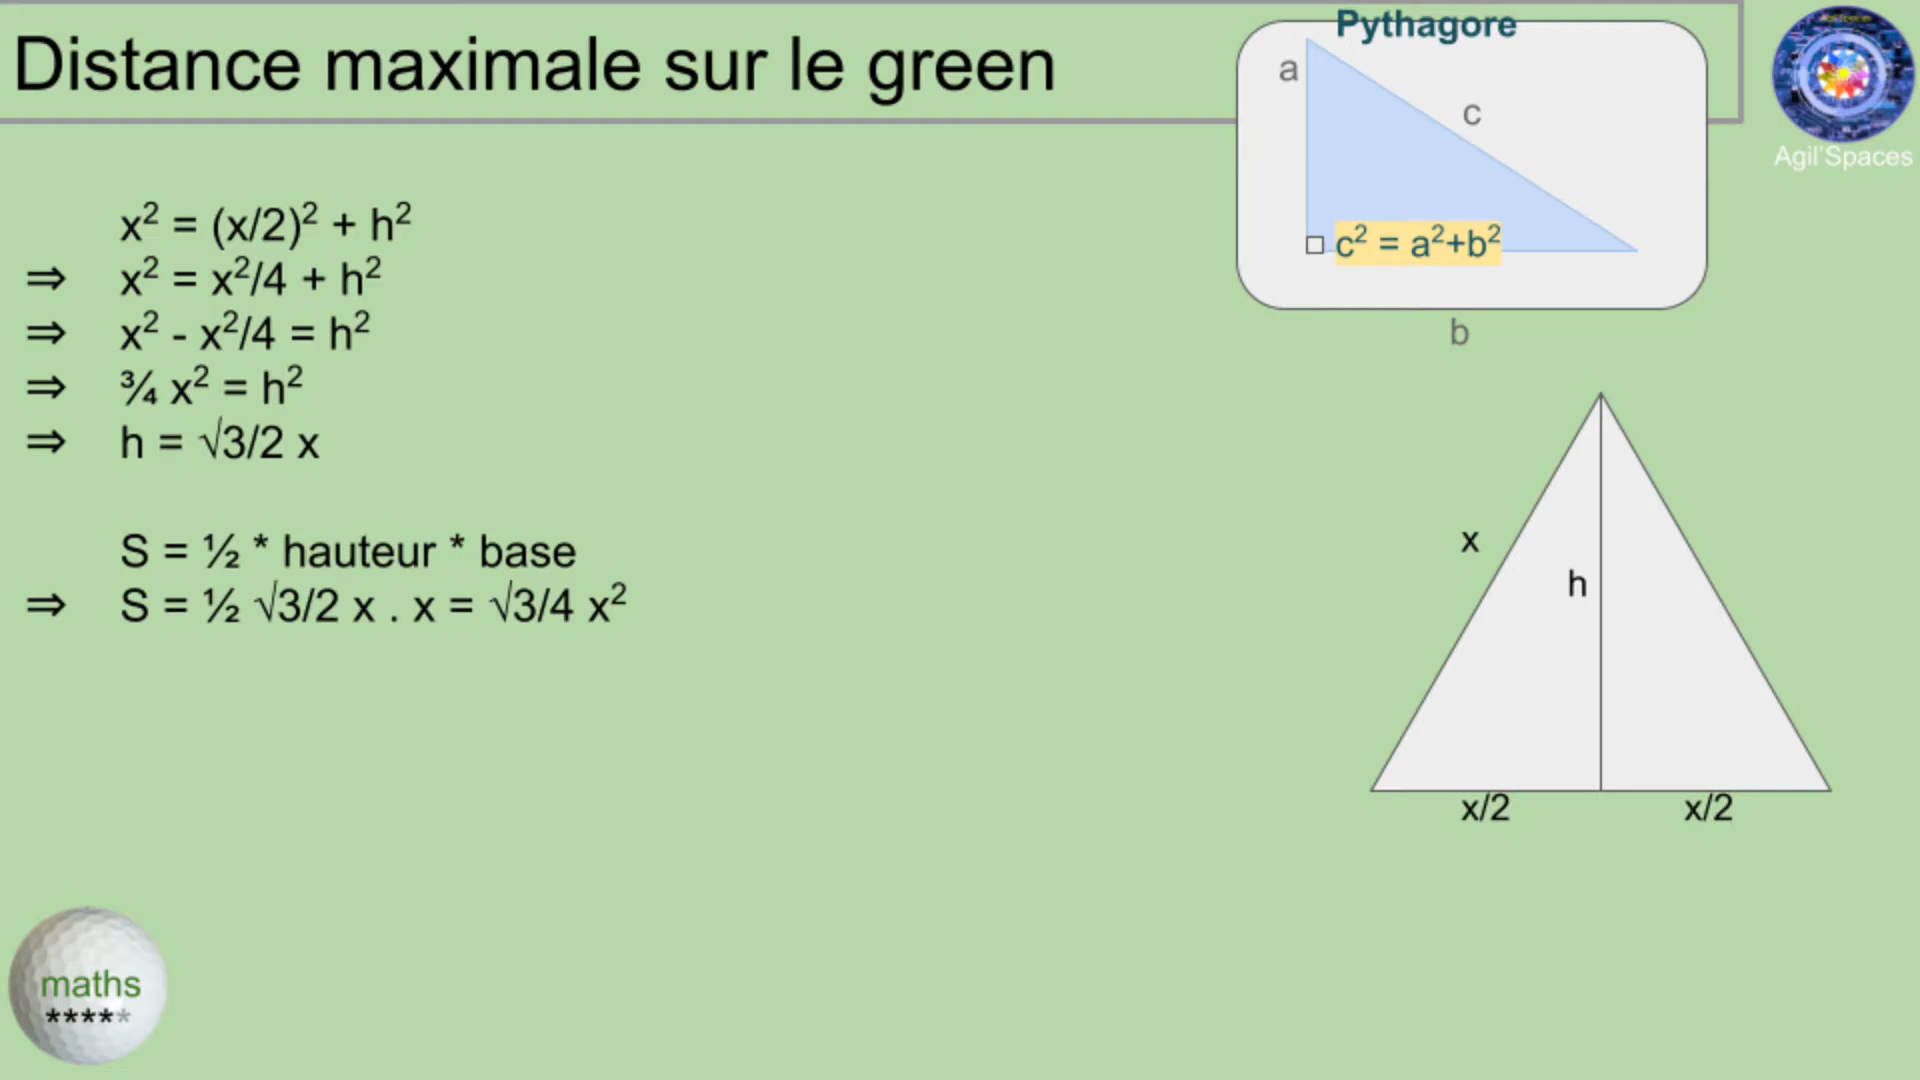 Distance maximale sur le green
Pythagore
a
c
c² = a²+b²
b
Agil'Spaces
x² = (x/2)² + h²
⇒ x² = x²/4 + h²
⇒ x² - x²/4 = h²
⇒ ¾ x² = h²
⇒ h = √3/2 x
S = ½ * hauteur * base
⇒ S = ½ √3/2 x . x = √3/4 x²
x
h
x/2 x/2
maths
*****